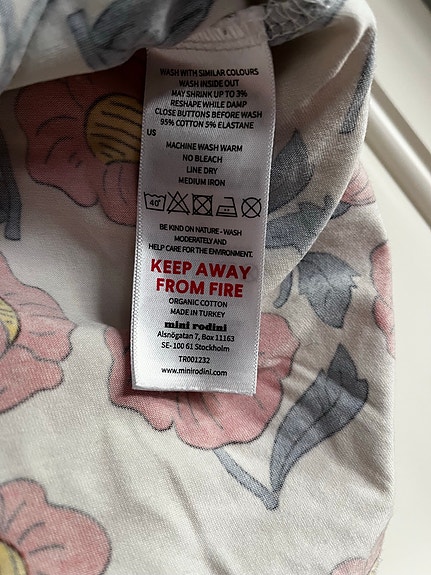 WASH WITH SIMILAR COLOURS
WASH INSIDE OUT
MAY SHRINK UP TO 3%
RESHAPE WHILE DAMP
CLOSE BUTTONS BEFORE WASH
95% COTTON 5% ELASTANE
US
MACHINE WASH WARM
NO BLEACH
LINE DRY
MEDIUM IRON
40°
BE KIND ON NATURE - WASH
MODERATELY AND
HELP CARE FOR THE ENVIRONMENT.
KEEP AWAY
FROM FIRE
ORGANIC COTTON
MADE IN TURKEY
mini rodini
Alsnögatan 7, Box 11163
SE- 100 61 Stockholm
TR001232
www.minirodini.com